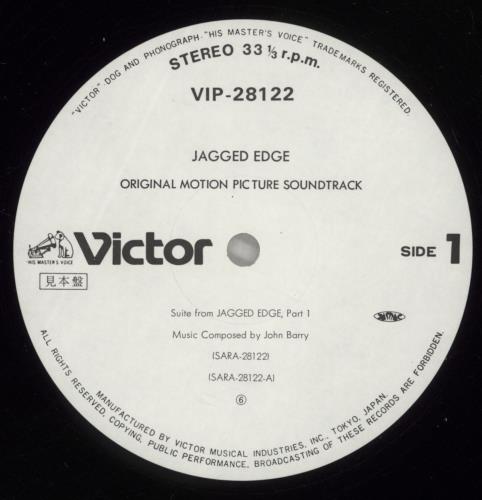 "VICTOR"-DOG AND PHONOGRAPH-"HIS MASTER'S VOICE" TRADEMARKS REGISTERED.
STEREO 33 1/3 r.p.m.
VIP-28122
JAGGED EDGE
ORIGINAL MOTION PICTURE SOUNDTRACK
"HIS MASTER'S VOICE"
Victor
SIDE 1
見本盤
Suite from JAGGED EDGE, Part 1
Music Composed by John Barry
(SARA-28122)
(SARA-28122-A)
⑥
MANUFACTURED BY VICTOR MUSICAL INDUSTRIES, INC., TOKYO, JAPAN.
ALL RIGHTS RESERVED, COPYING, PUBLIC PERFORMANCE, BROADCASTING OF THESE RECORDS ARE FORBIDDEN.